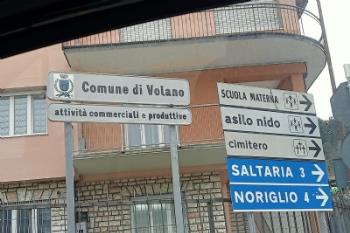 Comune di Volano
attività commerciali e produttive
SCUOLA MATERNA
asilo nido
cimitero
SALTARIA 3
NORIGLIO 4